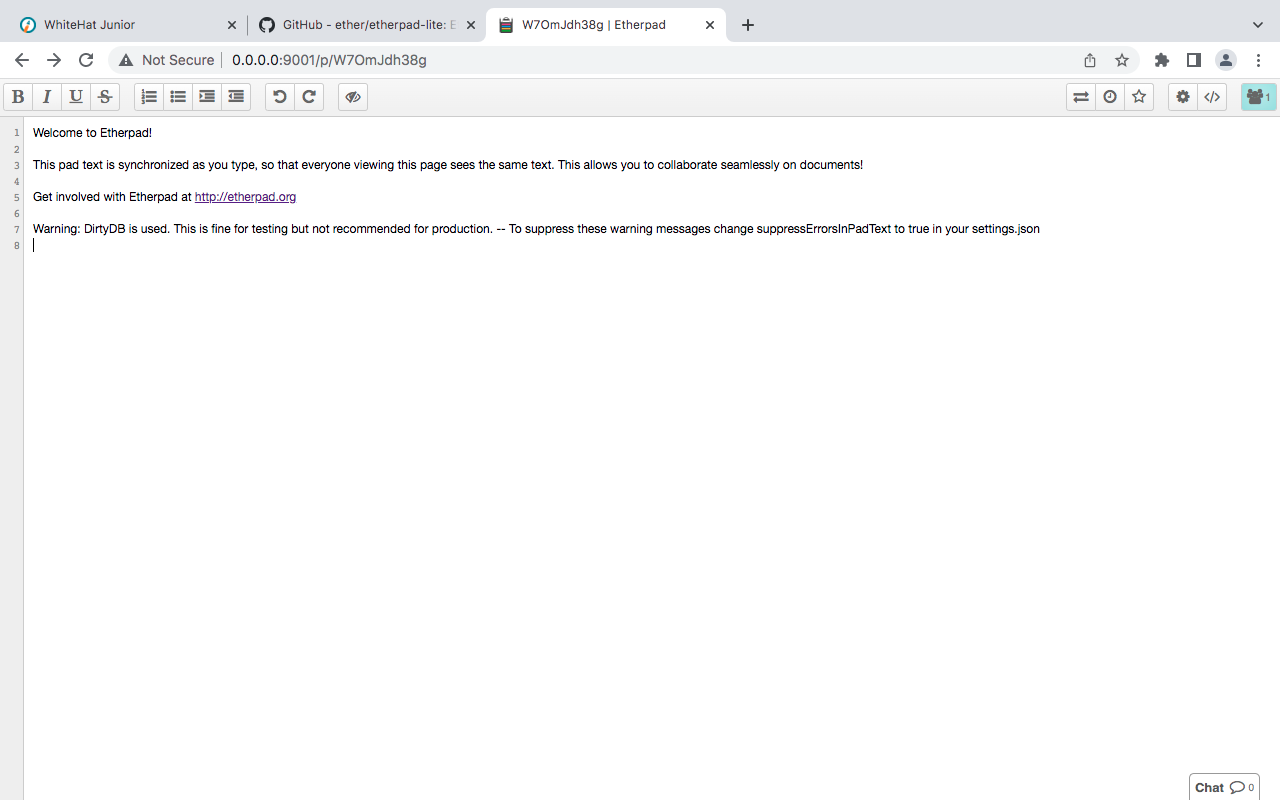 WhiteHat Junior
GitHub - ether/etherpad-lite: E
W7OmJdh38g | Etherpad
Not Secure
0.0.0.0:9001/p/W7OmJdh38g
B I U S
1
1 Welcome to Etherpad!
2
3 This pad text is synchronized as you type, so that everyone viewing this page sees the same text. This allows you to collaborate seamlessly on documents!
4
5 Get involved with Etherpad at http://etherpad.org
6
7 Warning: DirtyDB is used. This is fine for testing but not recommended for production. -- To suppress these warning messages change suppressErrorsInPadText to true in your settings.json
8
Chat 0